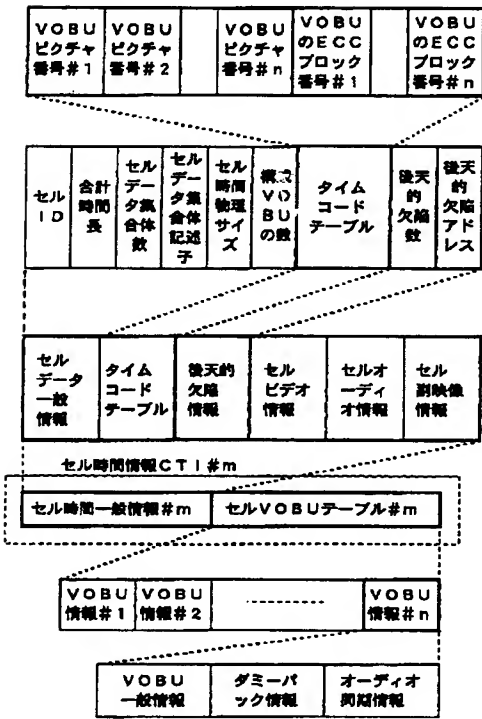 VOBU
ピクチャ
番号#1
VOBU
ピクチャ
番号#2
VOBU
ピクチャ
番号#n
VOBU
のECC
ブロック
番号#1
VOBU
のECC
ブロック
番号#n
セル
ID
合計
時間
長
セル
デー
タ集
合体
数
セル
デー
タ集
合体
記述
子
セル
時間
物理
サイ
ズ
構成
VO
BU
の数
タイム
コード
テーブル
後天
的
欠陥
数
後天
的
欠陥
アド
レス
セル
データ
一般
情報
タイム
コード
テーブル
後天的
欠陥
情報
セル
ビデオ
情報
セルオ
ーディ
オ情報
セル
副映像
情報
セル時間情報CTI#m
セル時間一般情報#m
セルVOBUテーブル#m
VOBU
情報#1
VOBU
情報#2
VOBU
情報#n
VOBU
一般情報
ダミーパ
ック情報
オーディオ
同期情報